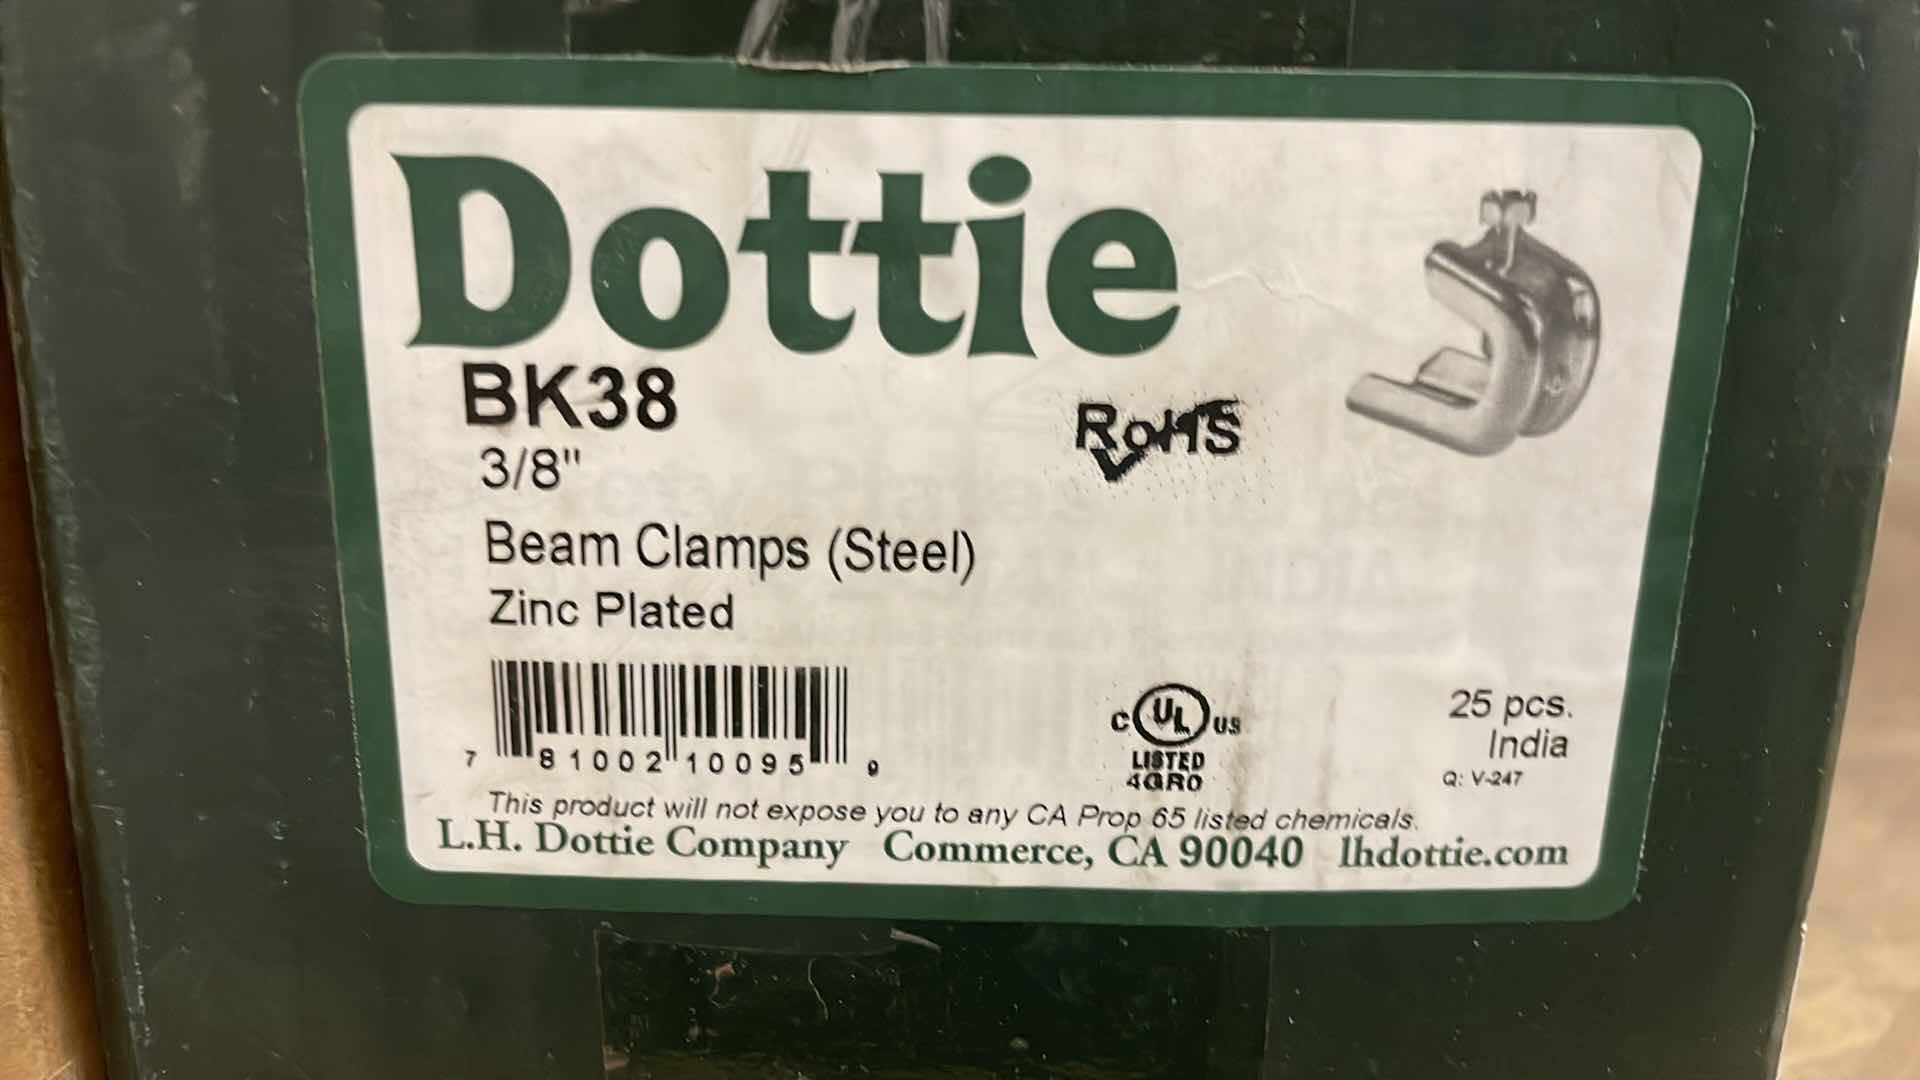 Dottie
BK38
3/8"
RoHS
Beam Clamps (Steel)
Zinc Plated
7 81002 10095 9
C UL US
LISTED
4GRO
25 pcs.
India
Q: V-247
This product will not expose you to any CA Prop 65 listed chemicals.
L.H. Dottie Company Commerce, CA 90040 lhdottie.com